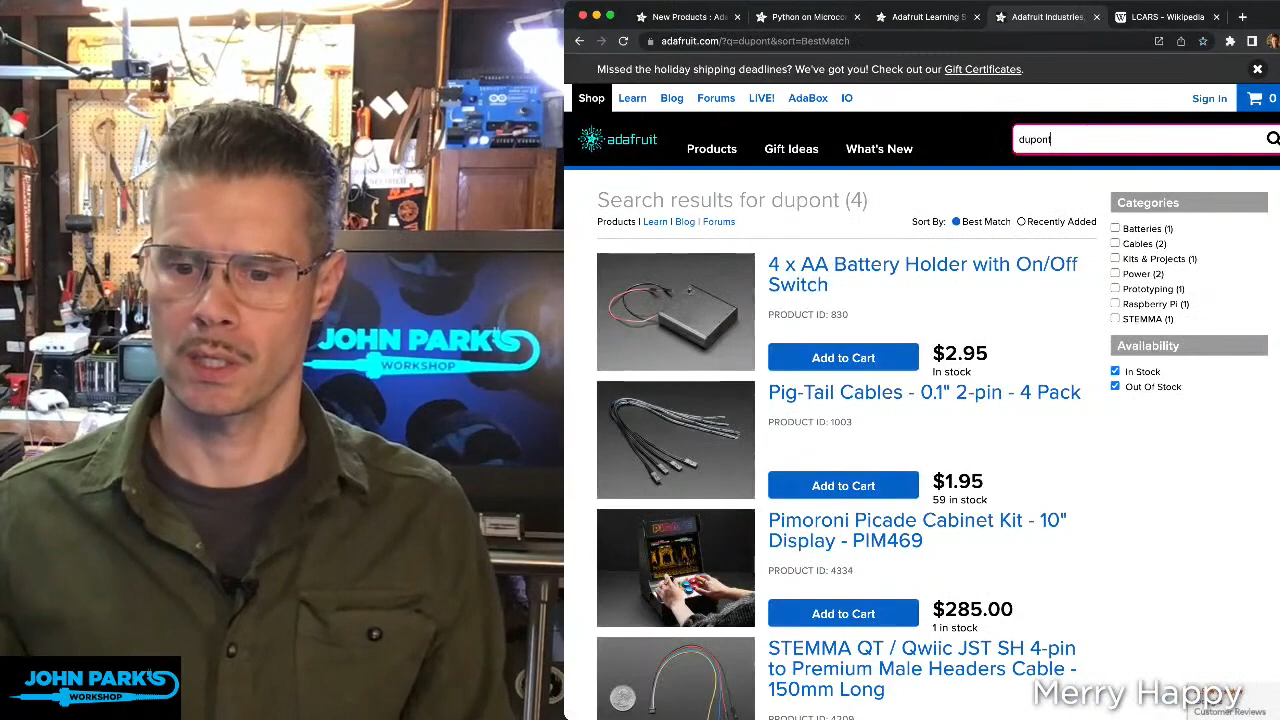 New Products : Ada
Python on Microcon
Adafruit Learning S
Adafruit Industries
LCARS - Wikipedia
adafruit.com/?q=dupont&sort=BestMatch
Missed the holiday shipping deadlines? We've got you! Check out our Gift Certificates.
Shop Learn Blog Forums LIVE! AdaBox IO Sign In 0
adafruit Products Gift Ideas What's New dupont
Search results for dupont (4)
Products | Learn | Blog | Forums
Sort By: Best Match Recently Added
4 x AA Battery Holder with On/Off
Switch
PRODUCT ID: 830
Add to Cart $2.95
In stock
Pig-Tail Cables - 0.1" 2-pin - 4 Pack
PRODUCT ID: 1003
Add to Cart $1.95
59 in stock
Pimoroni Picade Cabinet Kit - 10"
Display - PIM469
PRODUCT ID: 4334
Add to Cart $285.00
1 in stock
STEMMA QT / Qwiic JST SH 4-pin
to Premium Male Headers Cable -
150mm Long
PRODUCT ID: 4209
Categories
Batteries (1)
Cables (2)
Kits & Projects (1)
Power (2)
Prototyping (1)
Raspberry Pi (1)
STEMMA (1)
Availability
In Stock
Out Of Stock
Merry Happy
Customer Reviews
JOHN PARK'S
WORKSHOP
JOHN PARK'S
WORKSHOP